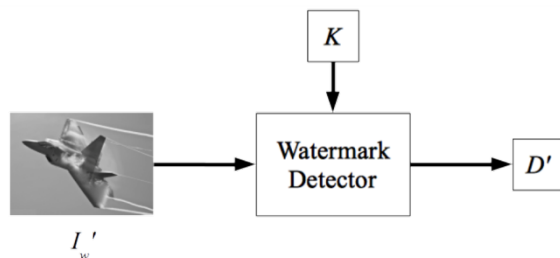 K
Watermark
Detector
D'
I_w'